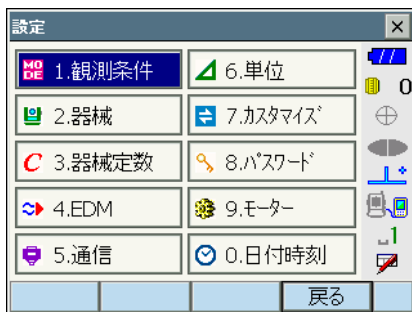 設定
MODE 1.観測条件
6.単位
2.器械
7.ｶｽﾀﾏｲｽﾞ
C 3.器械定数
8.ﾊﾟｽﾜｰﾄﾞ
4.EDM
9.ﾓｰﾀｰ
5.通信
0.日付時刻
0
1
戻る